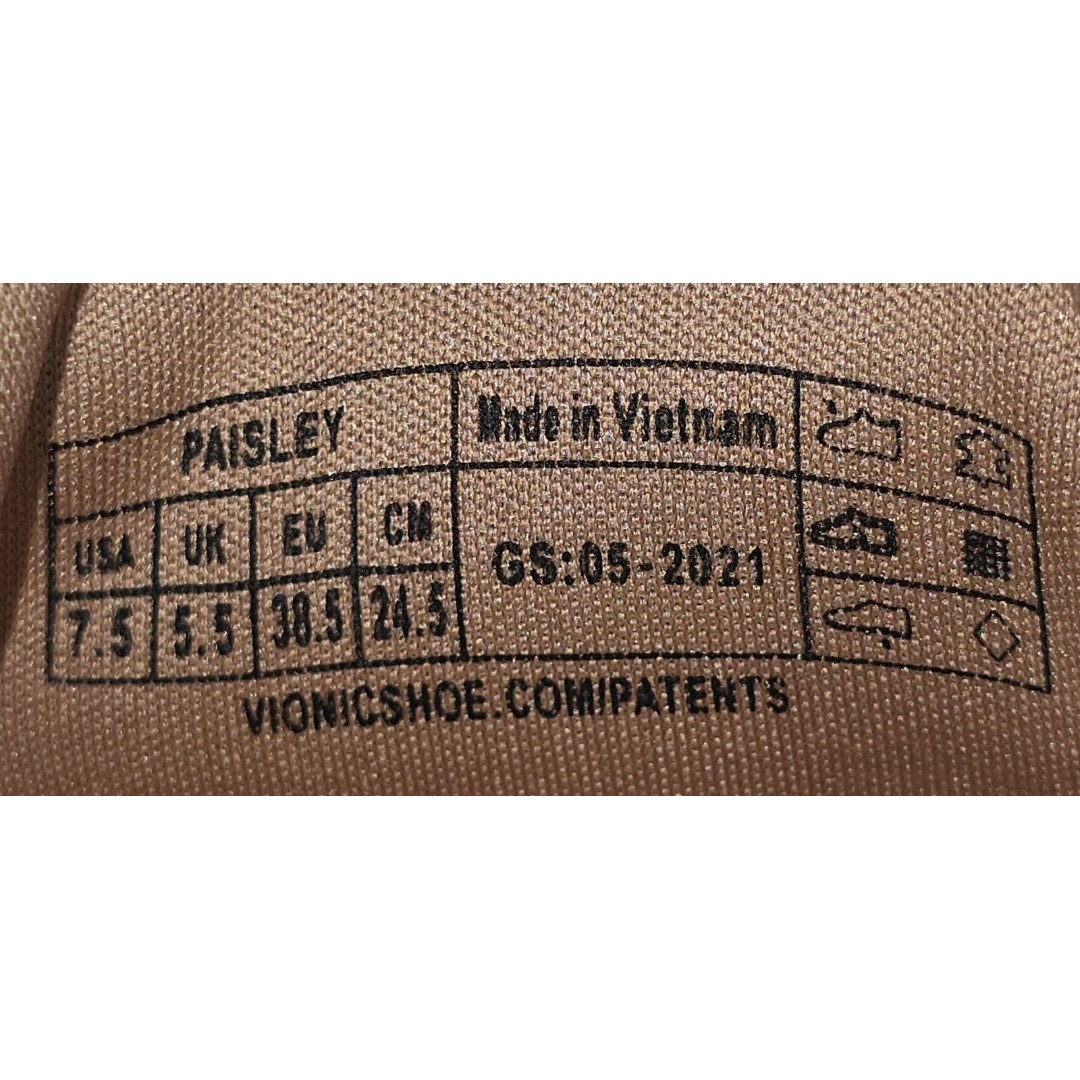 PAISLEY Made in Vietnam
USA UK EU CM
GS:05-2021
7.5 5.5 38.5 24.5
VIONICSHOE.COM/PATENTS